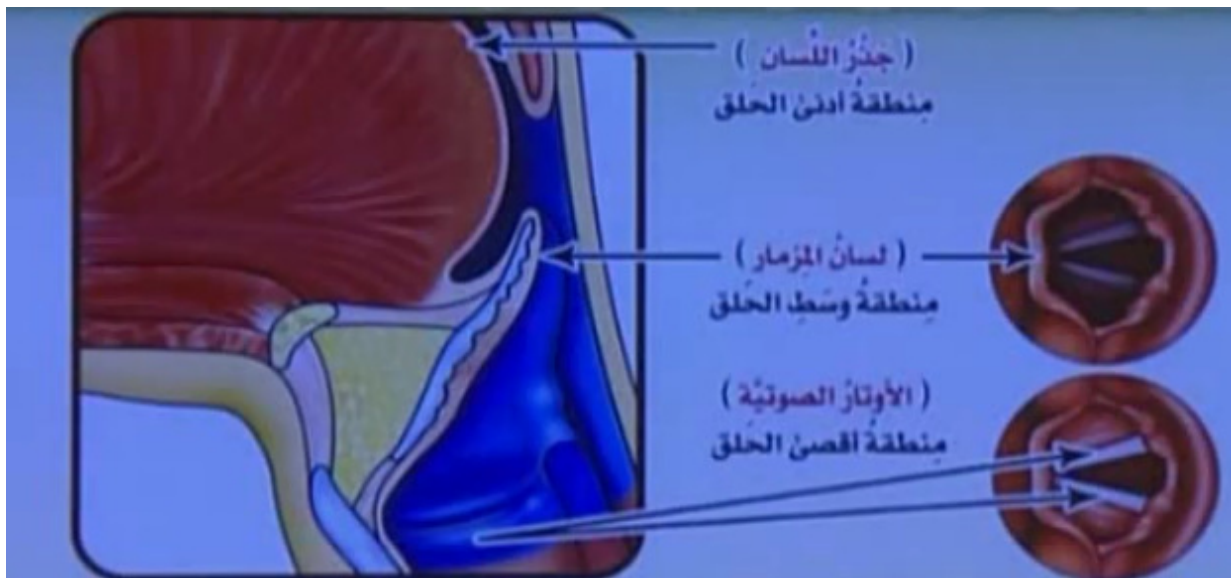 ( جَذْرُ اللِّسان )
مِنطقةُ أدنىٰ الحَلق
( لسانُ المِزمار )
مِنطقةُ وسَطِ الحَلق
( الأوتارُ الصوتيَّة )
مِنطقةُ أقصىٰ الحَلق